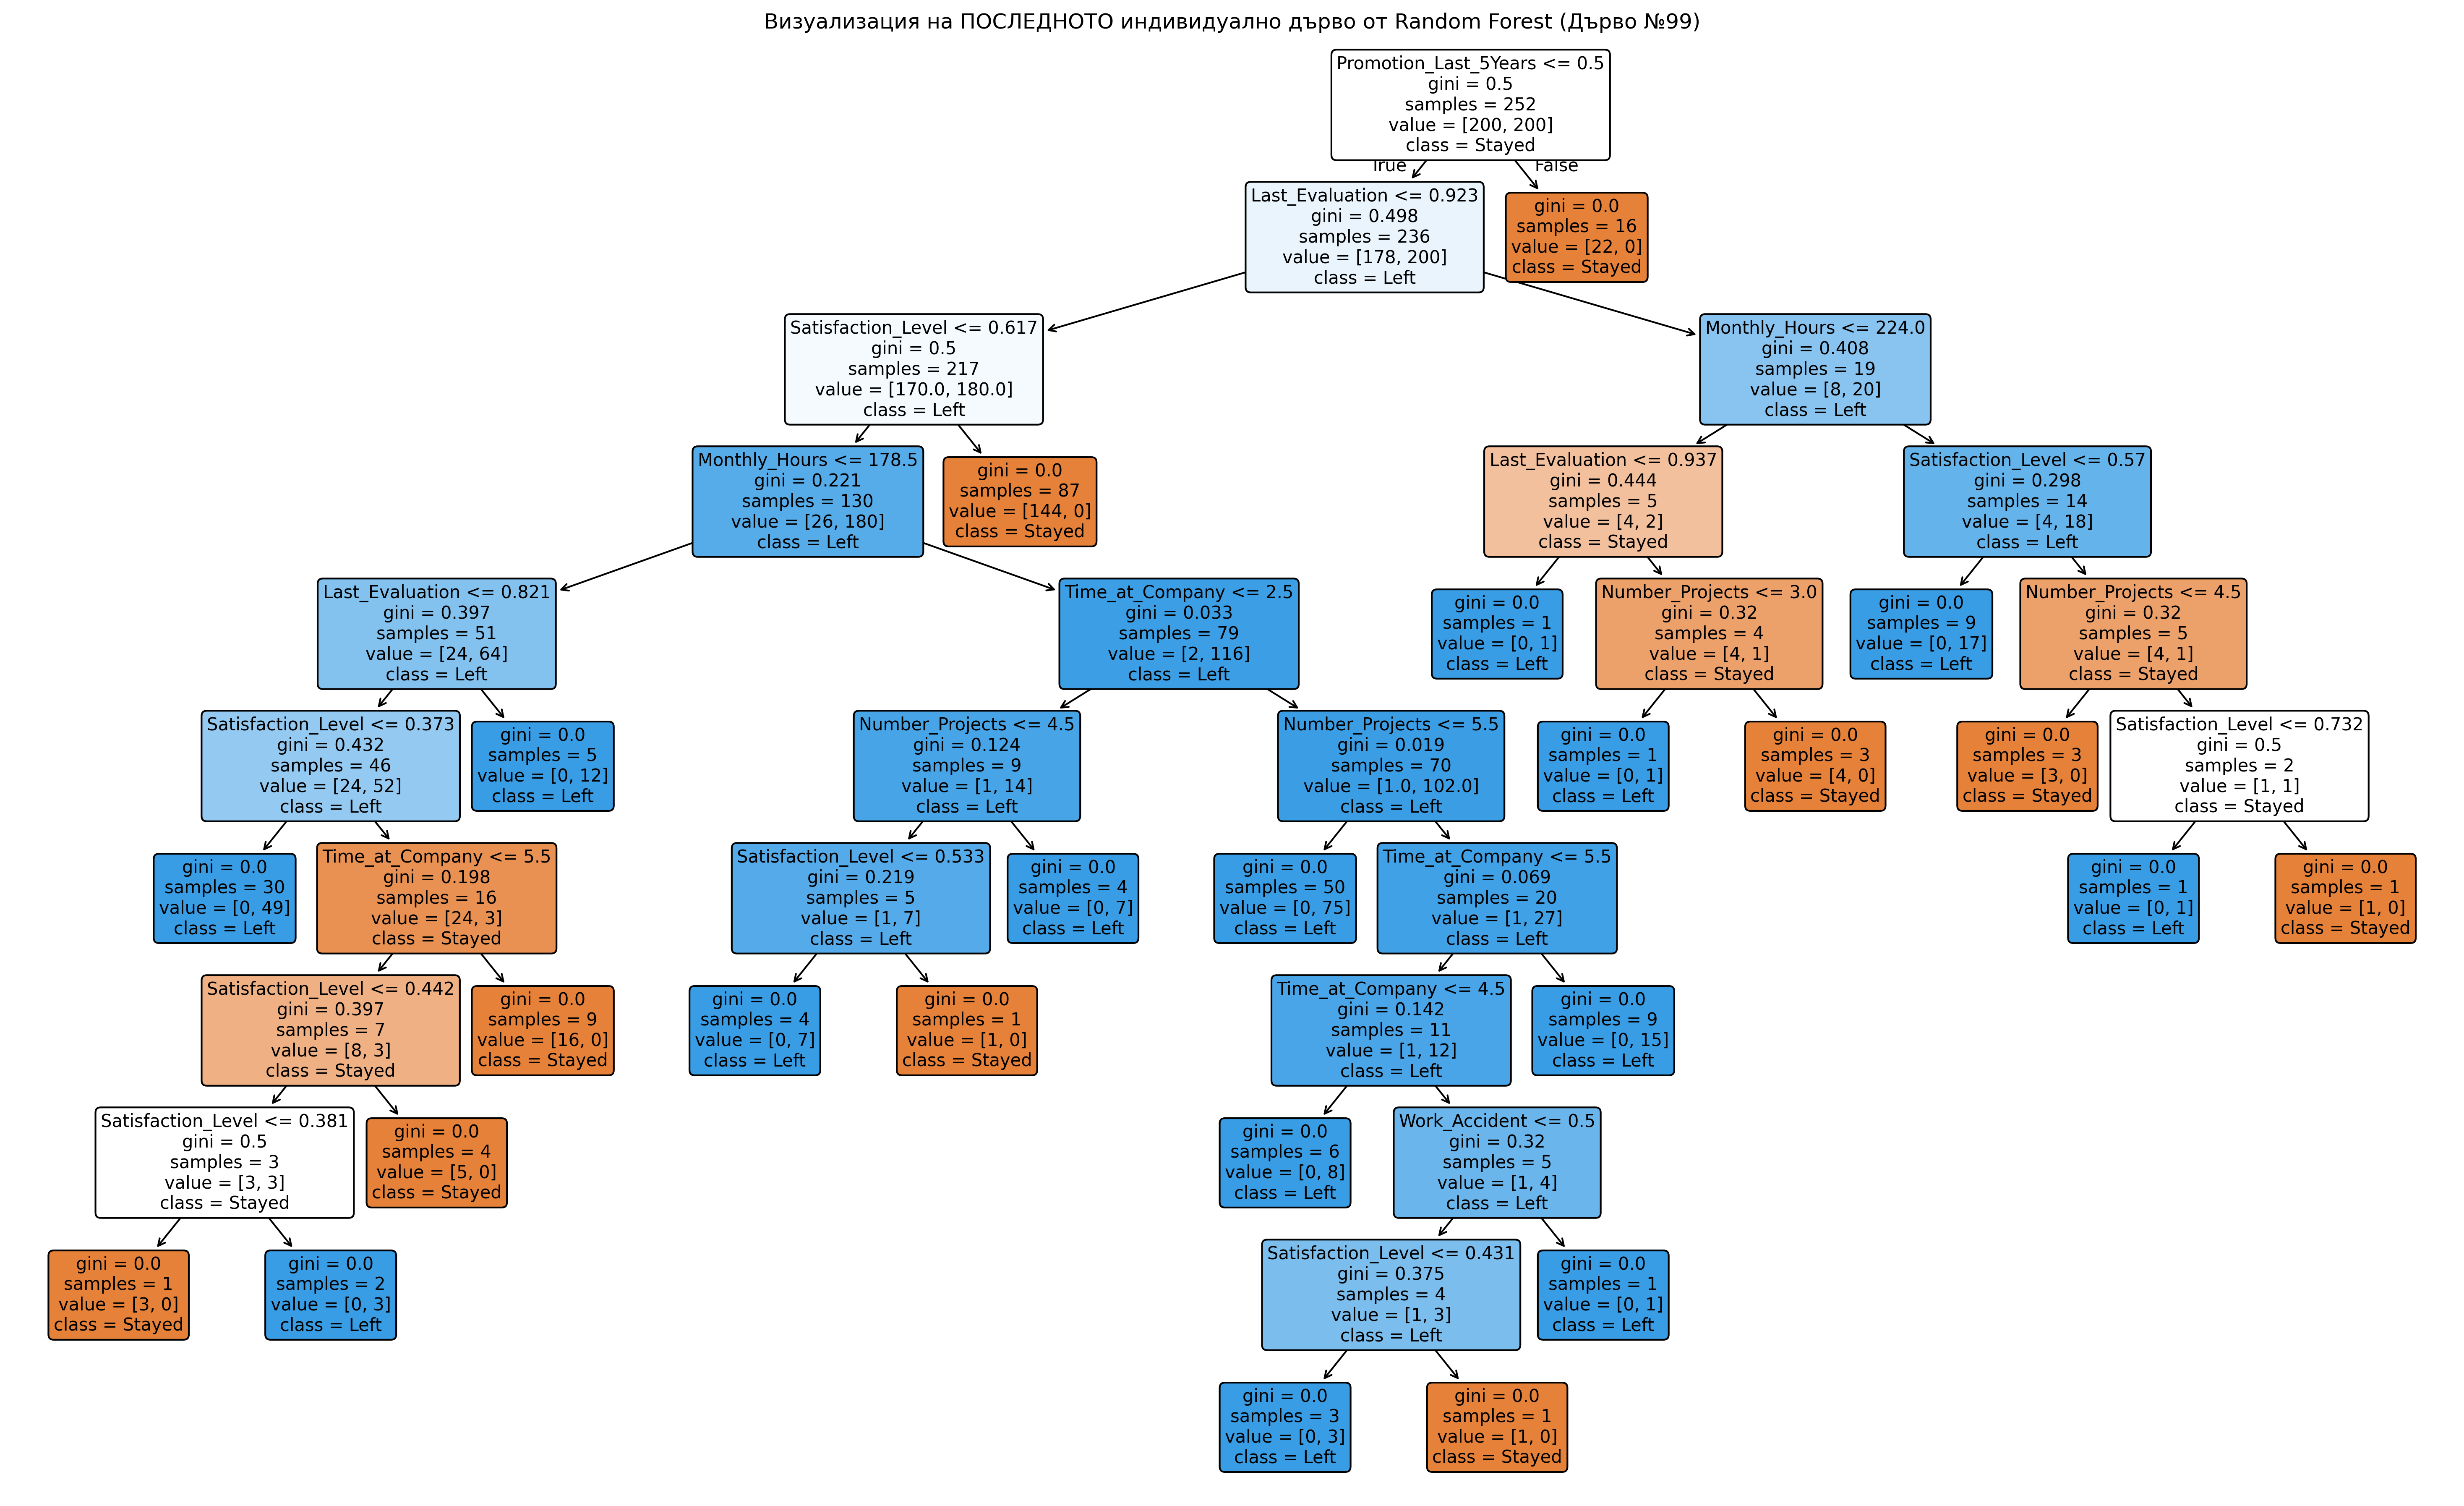 Визуализация на ПОСЛЕДНОТО индивидуално дърво от Random Forest (Дърво №99)
Promotion_Last_5Years <= 0.5
gini = 0.5
samples = 252
value = [200, 200]
class = Stayed
True
False
Last_Evaluation <= 0.923
gini = 0.498
samples = 236
value = [178, 200]
class = Left
gini = 0.0
samples = 16
value = [22, 0]
class = Stayed
Satisfaction_Level <= 0.617
gini = 0.5
samples = 217
value = [170.0, 180.0]
class = Left
Monthly_Hours <= 224.0
gini = 0.408
samples = 19
value = [8, 20]
class = Left
Monthly_Hours <= 178.5
gini = 0.221
samples = 130
value = [26, 180]
class = Left
gini = 0.0
samples = 87
value = [144, 0]
class = Stayed
Last_Evaluation <= 0.937
gini = 0.444
samples = 5
value = [4, 2]
class = Stayed
Satisfaction_Level <= 0.57
gini = 0.298
samples = 14
value = [4, 18]
class = Left
Last_Evaluation <= 0.821
gini = 0.397
samples = 51
value = [24, 64]
class = Left
Time_at_Company <= 2.5
gini = 0.033
samples = 79
value = [2, 116]
class = Left
gini = 0.0
samples = 1
value = [0, 1]
class = Left
Number_Projects <= 3.0
gini = 0.32
samples = 4
value = [4, 1]
class = Stayed
gini = 0.0
samples = 9
value = [0, 17]
class = Left
Number_Projects <= 4.5
gini = 0.32
samples = 5
value = [4, 1]
class = Stayed
Satisfaction_Level <= 0.373
gini = 0.432
samples = 46
value = [24, 52]
class = Left
gini = 0.0
samples = 5
value = [0, 12]
class = Left
Number_Projects <= 4.5
gini = 0.124
samples = 9
value = [1, 14]
class = Left
Number_Projects <= 5.5
gini = 0.019
samples = 70
value = [1.0, 102.0]
class = Left
gini = 0.0
samples = 1
value = [0, 1]
class = Left
gini = 0.0
samples = 3
value = [4, 0]
class = Stayed
gini = 0.0
samples = 3
value = [3, 0]
class = Stayed
Satisfaction_Level <= 0.732
gini = 0.5
samples = 2
value = [1, 1]
class = Stayed
gini = 0.0
samples = 30
value = [0, 49]
class = Left
Time_at_Company <= 5.5
gini = 0.198
samples = 16
value = [24, 3]
class = Stayed
Satisfaction_Level <= 0.533
gini = 0.219
samples = 5
value = [1, 7]
class = Left
gini = 0.0
samples = 4
value = [0, 7]
class = Left
gini = 0.0
samples = 50
value = [0, 75]
class = Left
Time_at_Company <= 5.5
gini = 0.069
samples = 20
value = [1, 27]
class = Left
gini = 0.0
samples = 1
value = [0, 1]
class = Left
gini = 0.0
samples = 1
value = [1, 0]
class = Stayed
Satisfaction_Level <= 0.442
gini = 0.397
samples = 7
value = [8, 3]
class = Stayed
gini = 0.0
samples = 9
value = [16, 0]
class = Stayed
gini = 0.0
samples = 4
value = [0, 7]
class = Left
gini = 0.0
samples = 1
value = [1, 0]
class = Stayed
Time_at_Company <= 4.5
gini = 0.142
samples = 11
value = [1, 12]
class = Left
gini = 0.0
samples = 9
value = [0, 15]
class = Left
Satisfaction_Level <= 0.381
gini = 0.5
samples = 3
value = [3, 3]
class = Stayed
gini = 0.0
samples = 4
value = [5, 0]
class = Stayed
gini = 0.0
samples = 6
value = [0, 8]
class = Left
Work_Accident <= 0.5
gini = 0.32
samples = 5
value = [1, 4]
class = Left
gini = 0.0
samples = 1
value = [3, 0]
class = Stayed
gini = 0.0
samples = 2
value = [0, 3]
class = Left
Satisfaction_Level <= 0.431
gini = 0.375
samples = 4
value = [1, 3]
class = Left
gini = 0.0
samples = 1
value = [0, 1]
class = Left
gini = 0.0
samples = 3
value = [0, 3]
class = Left
gini = 0.0
samples = 1
value = [1, 0]
class = Stayed